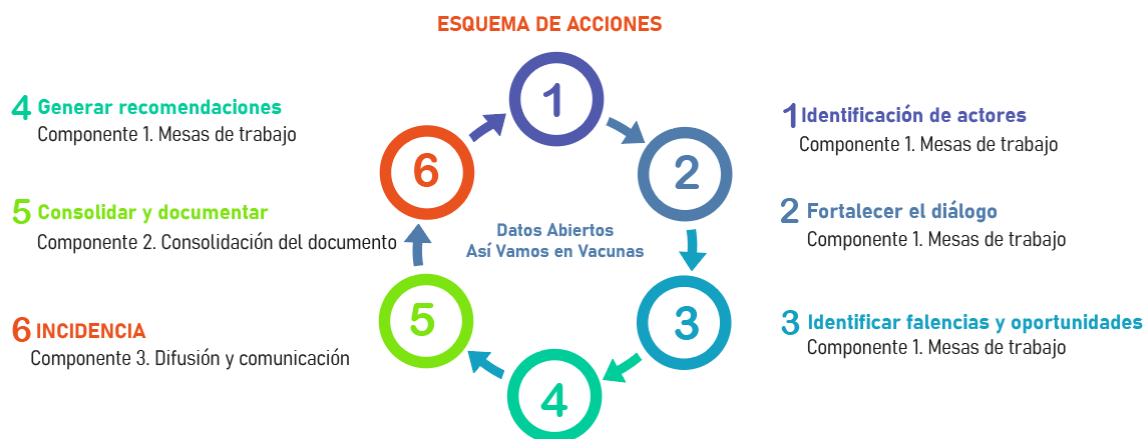 ESQUEMA DE ACCIONES
4 Generar recomendaciones
Componente 1. Mesas de trabajo
5 Consolidar y documentar
Componente 2. Consolidación del documento
6 INCIDENCIA
Componente 3. Difusión y comunicación
1
2
3
4
5
6
Datos Abiertos
Así Vamos en Vacunas
1 Identificación de actores
Componente 1. Mesas de trabajo
2 Fortalecer el diálogo
Componente 1. Mesas de trabajo
3 Identificar falencias y oportunidades
Componente 1. Mesas de trabajo